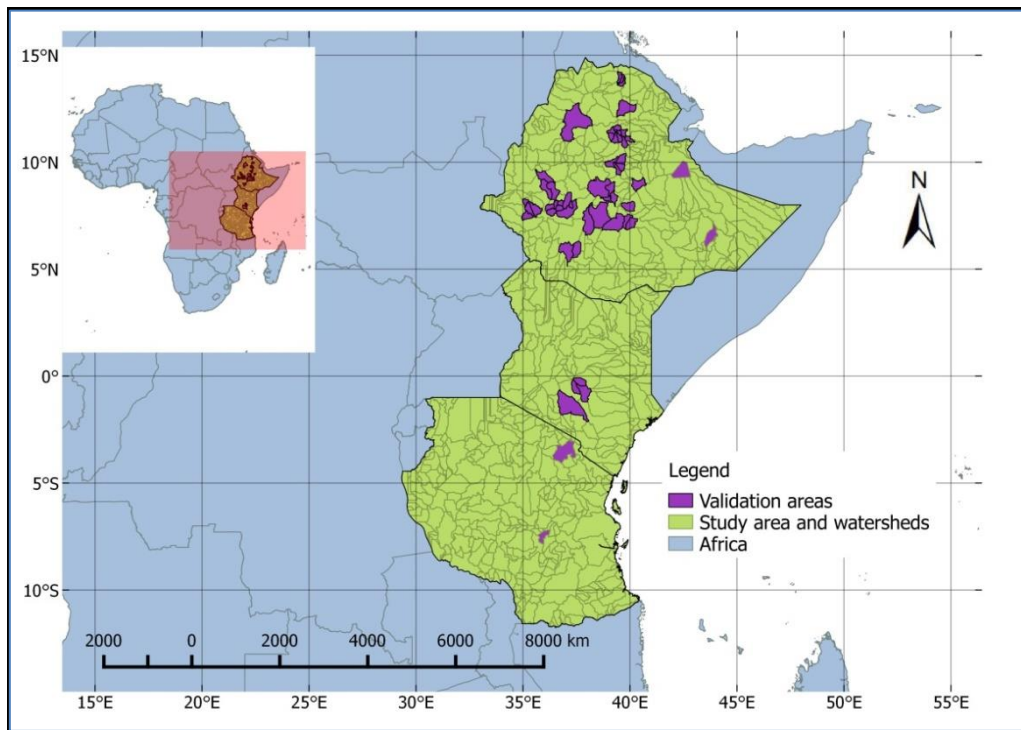 15°N
10°N
5°N
0°
5°S
10°S
N
Legend
Validation areas
Study area and watersheds
Africa
2000 0 2000 4000 6000 8000 km
15°E 20°E 25°E 30°E 35°E 40°E 45°E 50°E 55°E